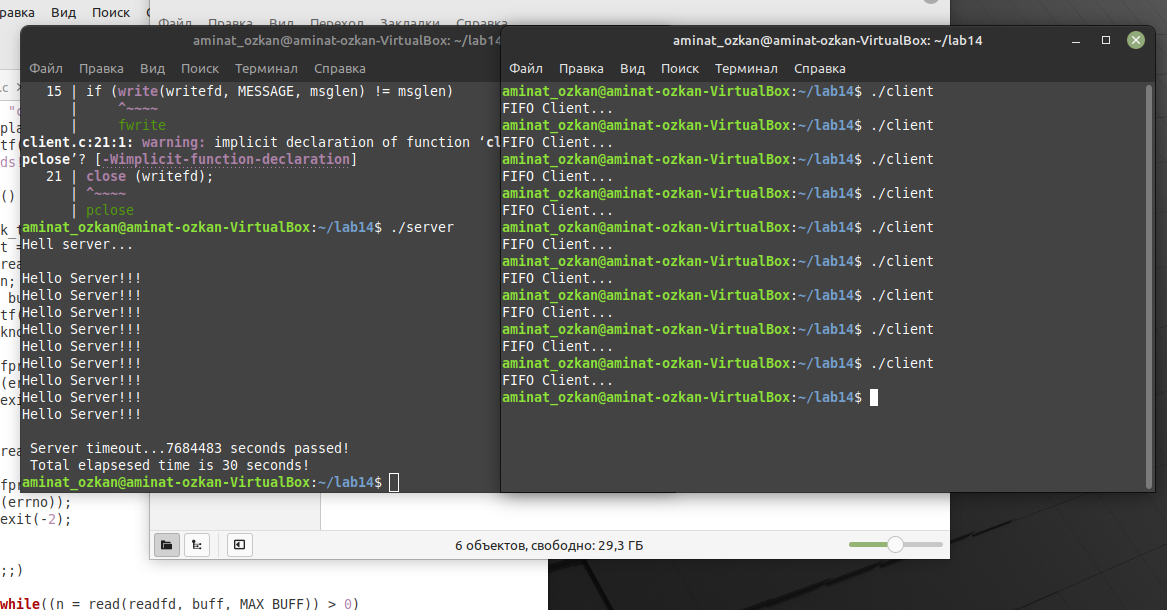 Вид Поиск
Файл Правка Вид Переход Закладки Справка
aminat_ozkan@aminat-ozkan-VirtualBox: ~/lab14
Файл Правка Вид Поиск Терминал Справка
15 | if (write(writefd, MESSAGE, msglen) != msglen)
| ^~~~~
| fwrite
client.c:21:1: warning: implicit declaration of function ‘cl
pclose’? [-Wimplicit-function-declaration]
21 | close (writefd);
| ^~~~~
| pclose
aminat_ozkan@aminat-ozkan-VirtualBox:~/lab14$ ./server
Hell server...
Hello Server!!!
Hello Server!!!
Hello Server!!!
Hello Server!!!
Hello Server!!!
Hello Server!!!
Hello Server!!!
Hello Server!!!
Hello Server!!!
Server timeout...7684483 seconds passed!
Total elapsesed time is 30 seconds!
aminat_ozkan@aminat-ozkan-VirtualBox:~/lab14$
aminat_ozkan@aminat-ozkan-VirtualBox: ~/lab14
Файл Правка Вид Поиск Терминал Справка
aminat_ozkan@aminat-ozkan-VirtualBox:~/lab14$ ./client
FIFO Client...
aminat_ozkan@aminat-ozkan-VirtualBox:~/lab14$ ./client
FIFO Client...
aminat_ozkan@aminat-ozkan-VirtualBox:~/lab14$ ./client
FIFO Client...
aminat_ozkan@aminat-ozkan-VirtualBox:~/lab14$ ./client
FIFO Client...
aminat_ozkan@aminat-ozkan-VirtualBox:~/lab14$ ./client
FIFO Client...
aminat_ozkan@aminat-ozkan-VirtualBox:~/lab14$ ./client
FIFO Client...
aminat_ozkan@aminat-ozkan-VirtualBox:~/lab14$ ./client
FIFO Client...
aminat_ozkan@aminat-ozkan-VirtualBox:~/lab14$ ./client
FIFO Client...
aminat_ozkan@aminat-ozkan-VirtualBox:~/lab14$ ./client
FIFO Client...
aminat_ozkan@aminat-ozkan-VirtualBox:~/lab14$
(errno));
exit(-2);
;;)
while((n = read(readfd, buff, MAX_BUFF)) > 0)
6 объектов, свободно: 29,3 ГБ